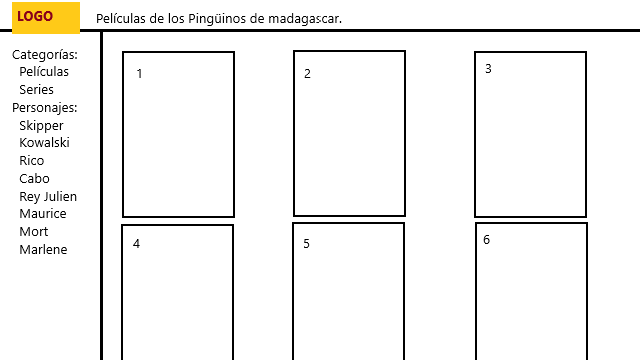 LOGO
Películas de los Pingüinos de madagascar.
Categorías:
Películas
Series
Personajes:
Skipper
Kowalski
Rico
Cabo
Rey Julien
Maurice
Mort
Marlene
1
2
3
4
5
6